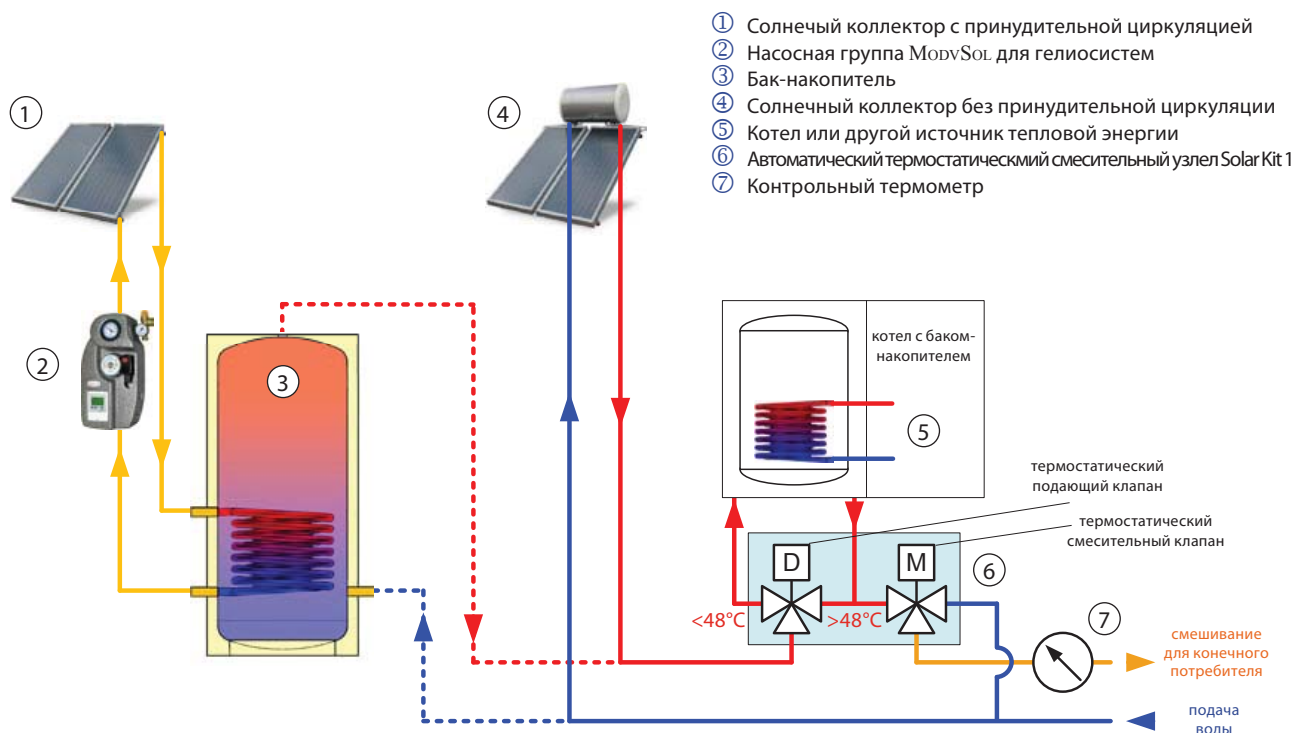 ① Солнечый коллектор с принудительной циркуляцией
② Насосная группа ModvSol для гелиосистем
③ Бак-накопитель
④ Солнечный коллектор без принудительной циркуляции
⑤ Котел или другой источник тепловой энергии
⑥ Автоматический термостатическмий смесительный узлел Solar Kit 1
⑦ Контрольный термометр
1
4
2
3
котел с баком-
накопителем
5
термостатический
подающий клапан
термостатический
смесительный клапан
D
M
6
<48°C
>48°C
7
смешивание
для конечного
потребителя
подача
воды